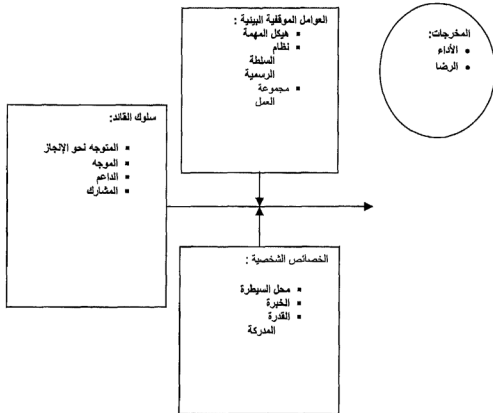 المخرجات:
الأداء
الرضا
العوامل الموقفية البيئية :
هيكل المهمة
نظام
السلطة
الرسمية
مجموعة
العمل
سلوك القائد:
المتوجه نحو الإنجاز
الموجه
الداعم
المشارك
الخصائص الشخصية :
محل السيطرة
الخبرة
القدرة
المدركة